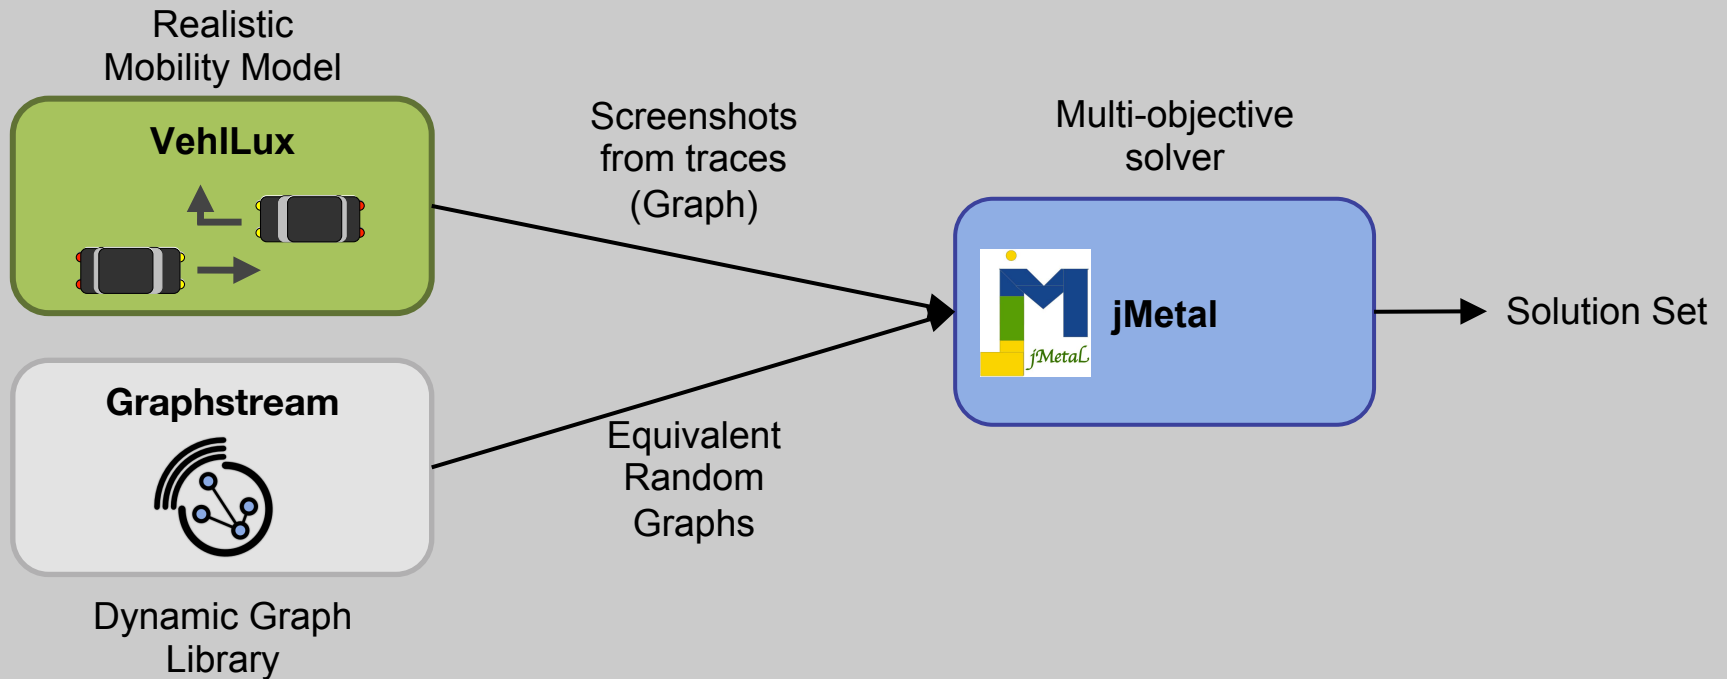 Realistic
Mobility Model
VehILux
Screenshots
from traces
(Graph)
Multi-objective
solver
jMetal
jMetal
Solution Set
Graphstream
Equivalent
Random
Graphs
Dynamic Graph
Library